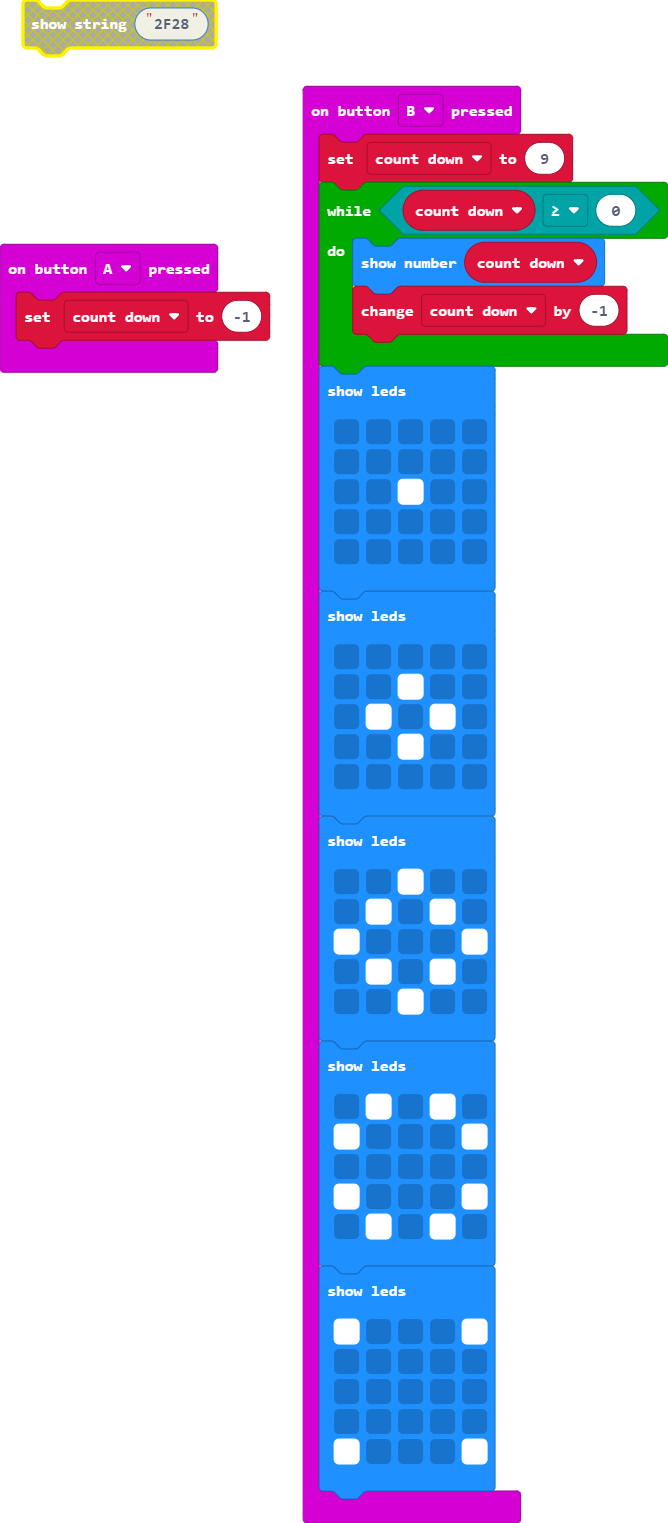 show string "2F28"
on button B pressed
set count down to 9
while count down ≥ 0
do
show number count down
change count down by -1
show leds
show leds
show leds
show leds
show leds
on button A pressed
set count down to -1